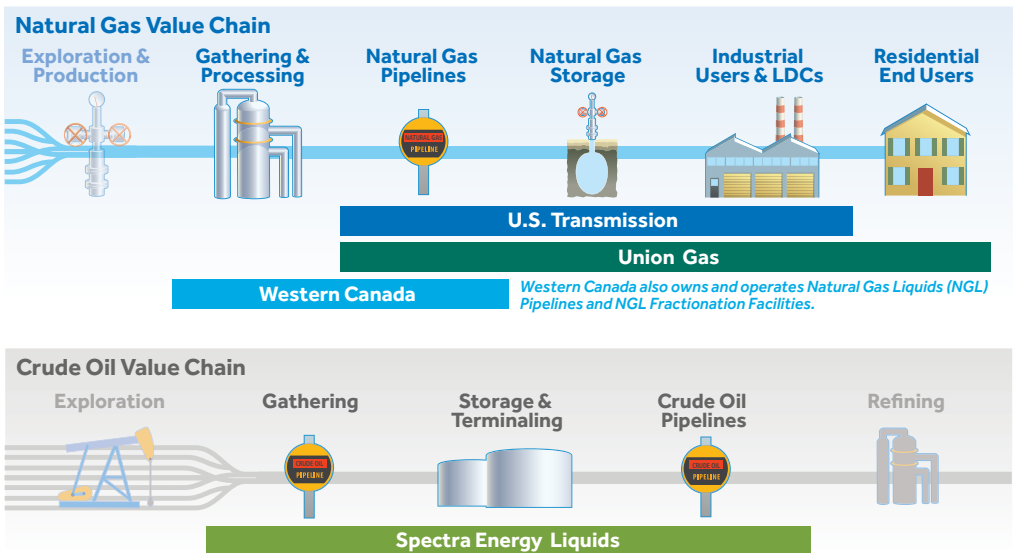 Natural Gas Value Chain
Exploration &
Production
Gathering &
Processing
Natural Gas
Pipelines
Natural Gas
Storage
Industrial
Users & LDCs
Residential
End Users
NATURAL GAS
PIPELINE
U.S. Transmission
Union Gas
Western Canada
Western Canada also owns and operates Natural Gas Liquids (NGL)
Pipelines and NGL Fractionation Facilities.
Crude Oil Value Chain
Exploration
Gathering
Storage &
Terminaling
Crude Oil
Pipelines
Refining
CRUDE OIL
PIPELINE
CRUDE OIL
PIPELINE
Spectra Energy Liquids